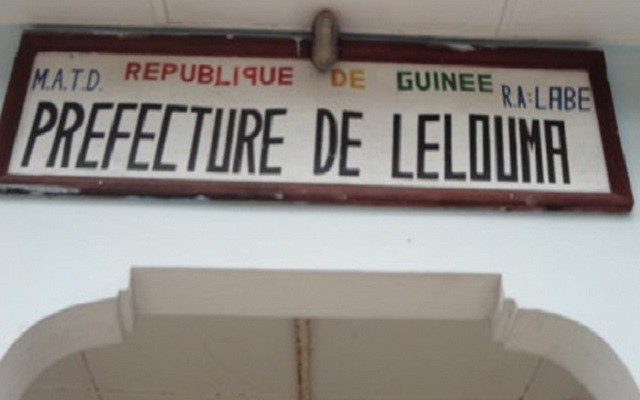 M.A.T.D. REPUBLIQUE DE GUINEE R.A:LABE
PREFECTURE DE LELOUMA